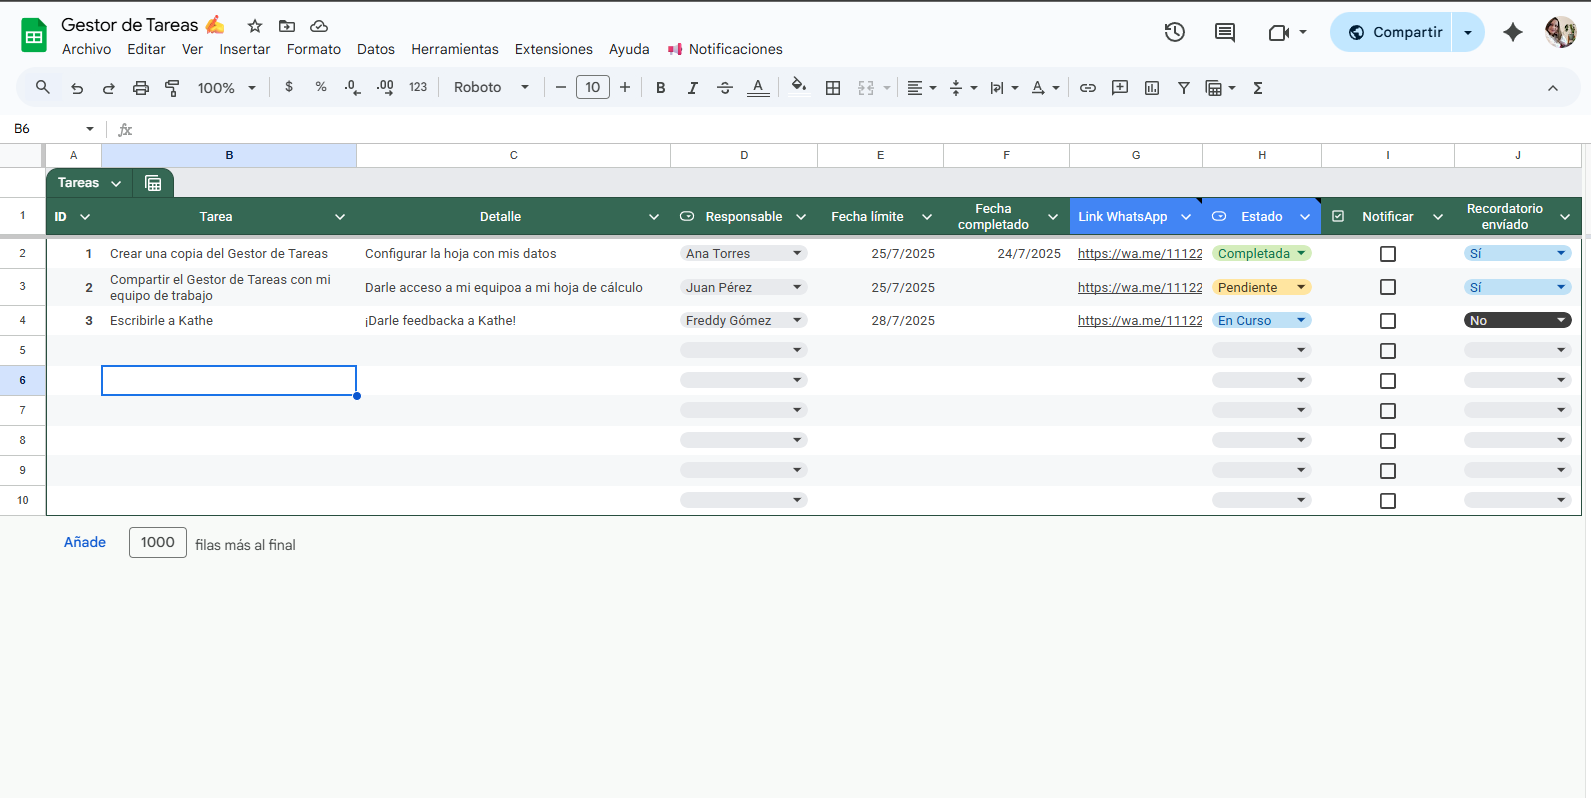 Gestor de Tareas ✍️
Archivo Editar Ver Insertar Formato Datos Herramientas Extensiones Ayuda 📢 Notificaciones
Compartir
100% $ % .0 .00 123 Roboto 10 B I S A A Σ
B6 fx
A B C D E F G H I J
Tareas
1 ID Tarea Detalle Responsable Fecha límite Fecha completado Link WhatsApp Estado Notificar Recordatorio envíado
2 1 Crear una copia del Gestor de Tareas Configurar la hoja con mis datos Ana Torres 25/7/2025 24/7/2025 https://wa.me/11122 Completada Sí
3 2 Compartir el Gestor de Tareas con mi equipo de trabajo Darle acceso a mi equipoa a mi hoja de cálculo Juan Pérez 25/7/2025 https://wa.me/11122 Pendiente Sí
4 3 Escribirle a Kathe ¡Darle feedbacka a Kathe! Freddy Gómez 28/7/2025 https://wa.me/11122 En Curso No
5
6
7
8
9
10
Añade 1000 filas más al final